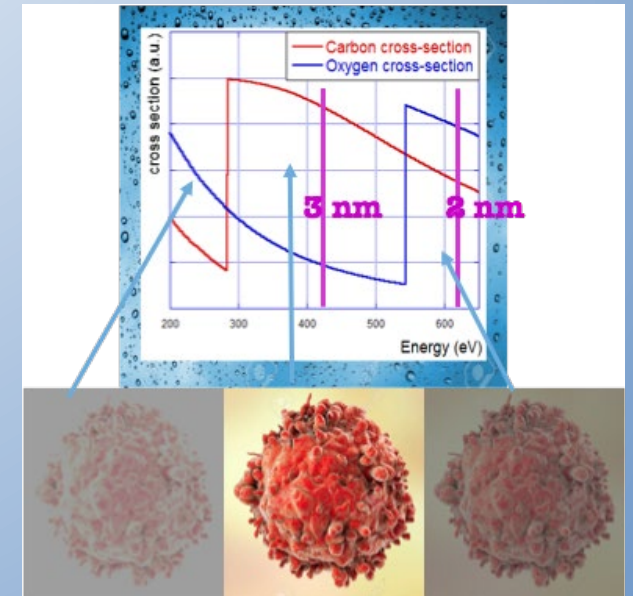 Carbon cross-section
Oxygen cross-section
cross section (a.u.)
3 nm
2 nm
200 300 400 500 600
Energy (eV)